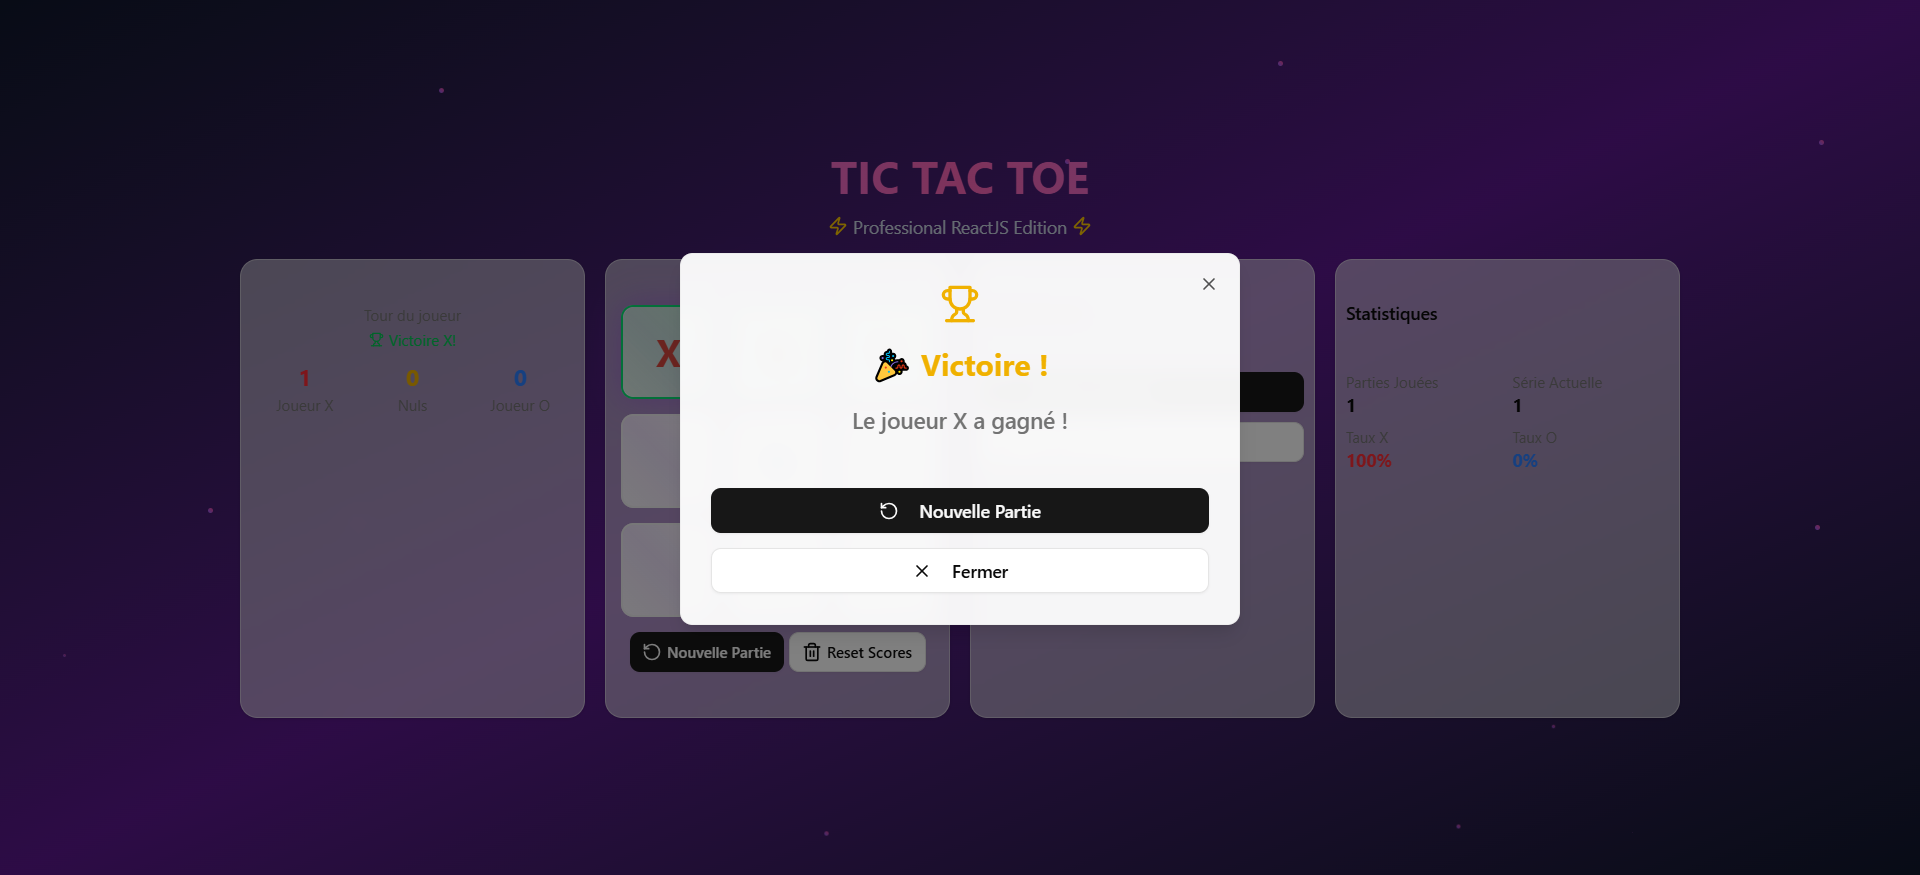 TIC TAC TOE
Professional ReactJS Edition
Tour du joueur
Victoire X!
1 0 0
Joueur X Nuls Joueur O
X
Nouvelle Partie Reset Scores
Victoire !
Le joueur X a gagné !
Nouvelle Partie
Fermer
Statistiques
Parties Jouées Série Actuelle
1 1
Taux X Taux O
100% 0%